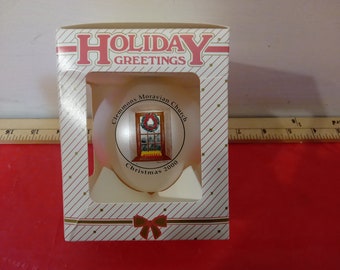 HOLIDAY
GREETINGS
Clemmons Moravian Church
Christmas 2000